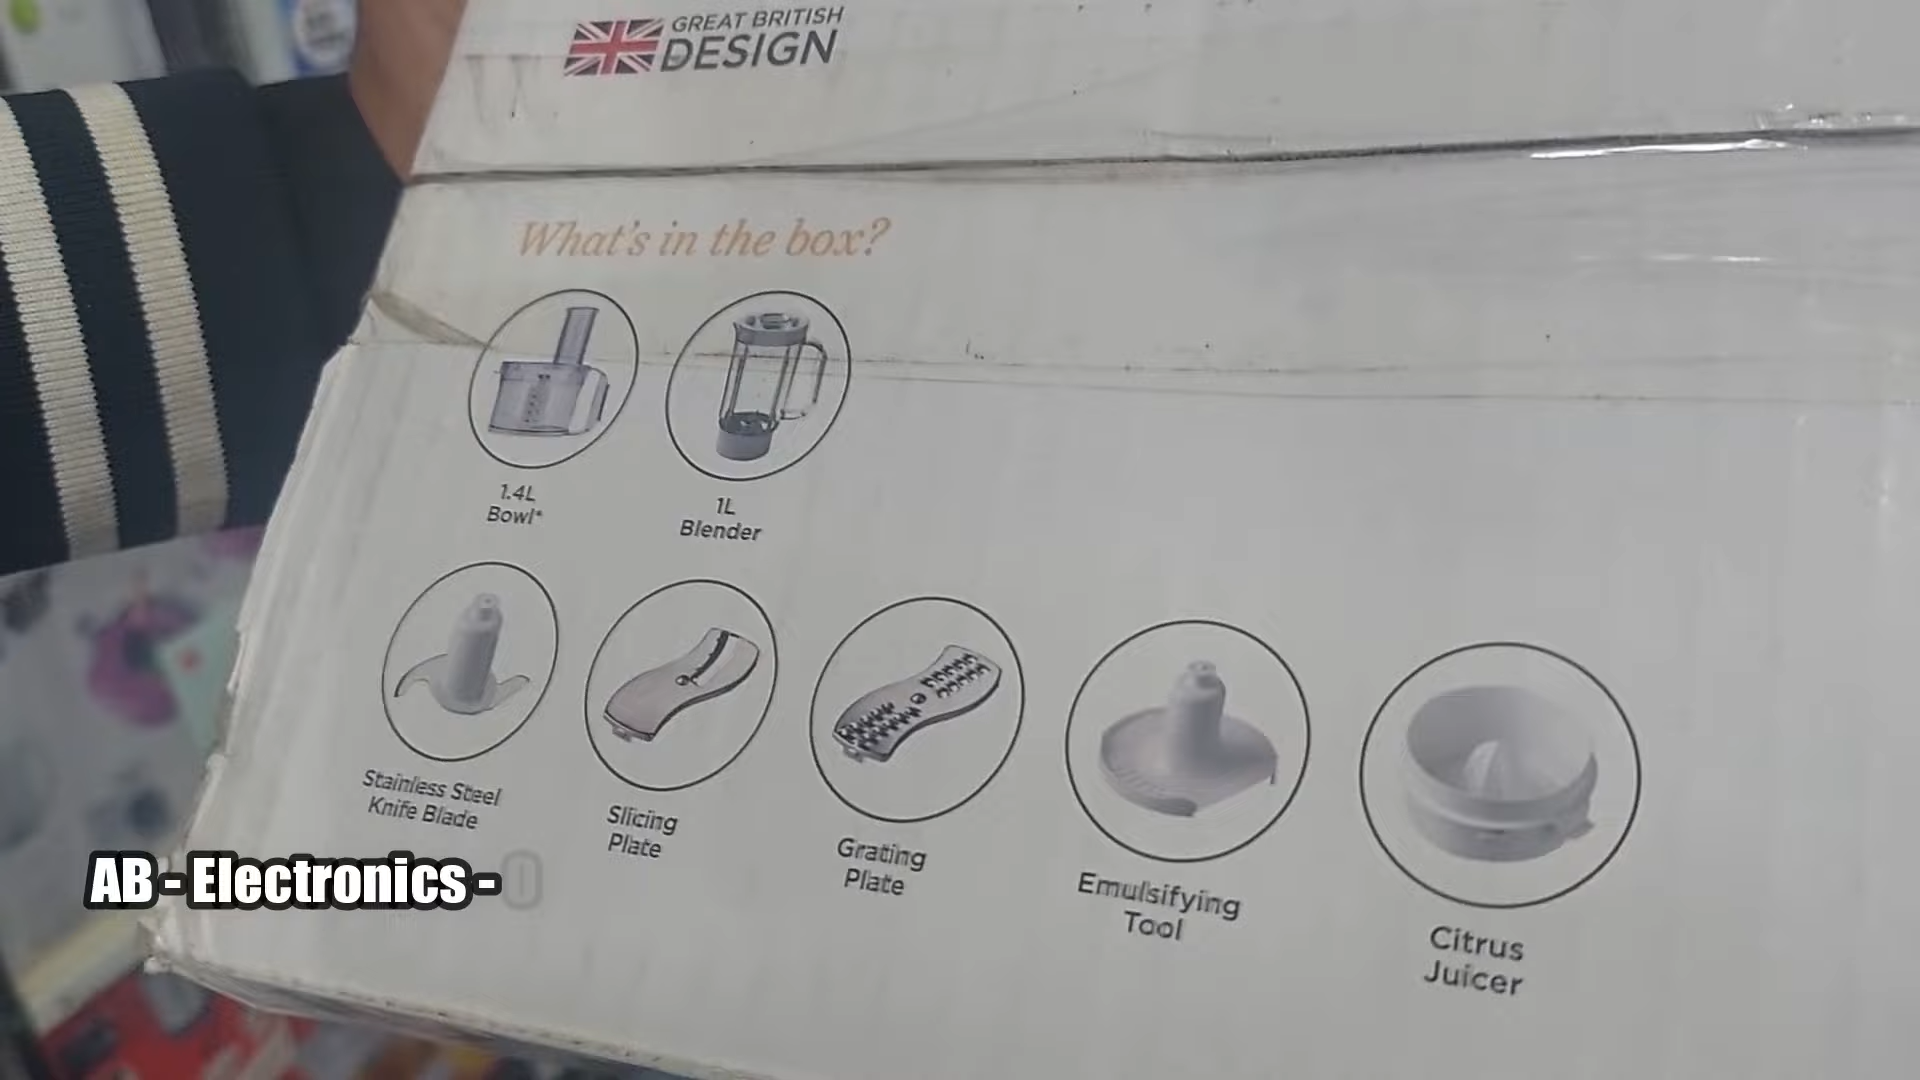 GREAT BRITISH
DESIGN
What's in the box?
1.4L
Bowl*
1L
Blender
Stainless Steel
Knife Blade
Slicing
Plate
Grating
Plate
Emulsifying
Tool
Citrus
Juicer
AB - Electronics - O